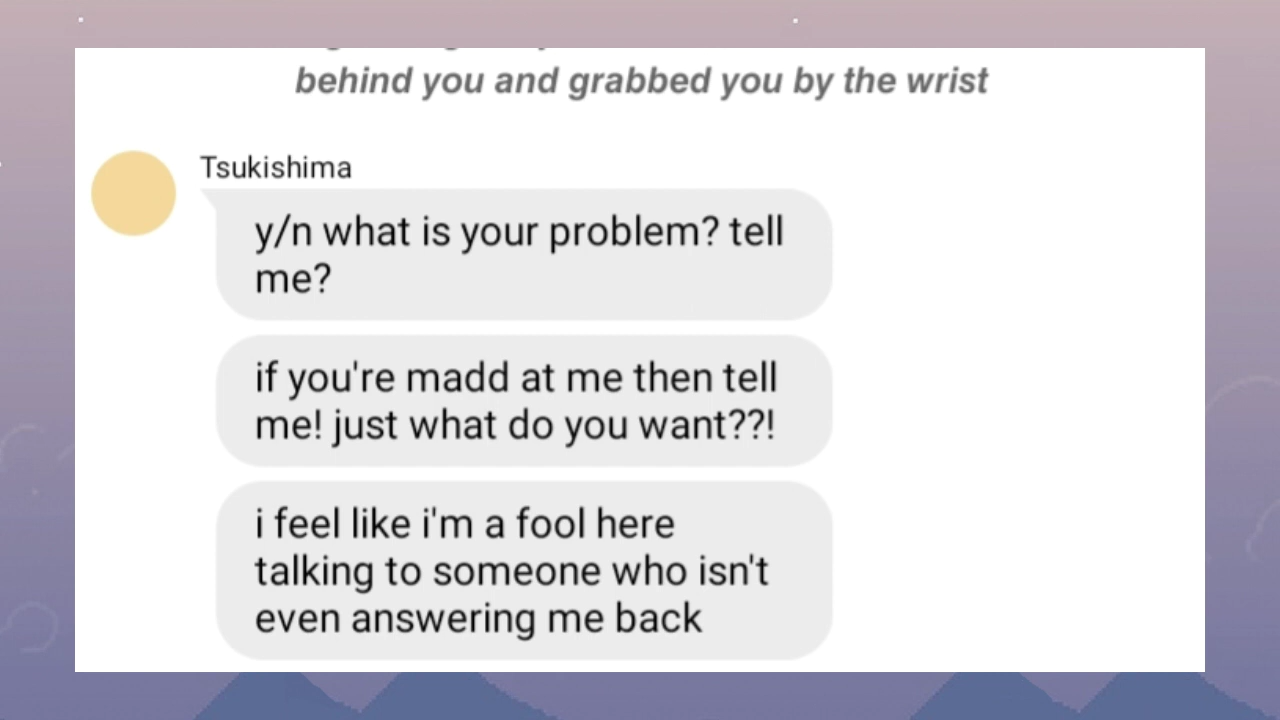 behind you and grabbed you by the wrist
Tsukishima
y/n what is your problem? tell
me?
if you're madd at me then tell
me! just what do you want??!
i feel like i'm a fool here
talking to someone who isn't
even answering me back